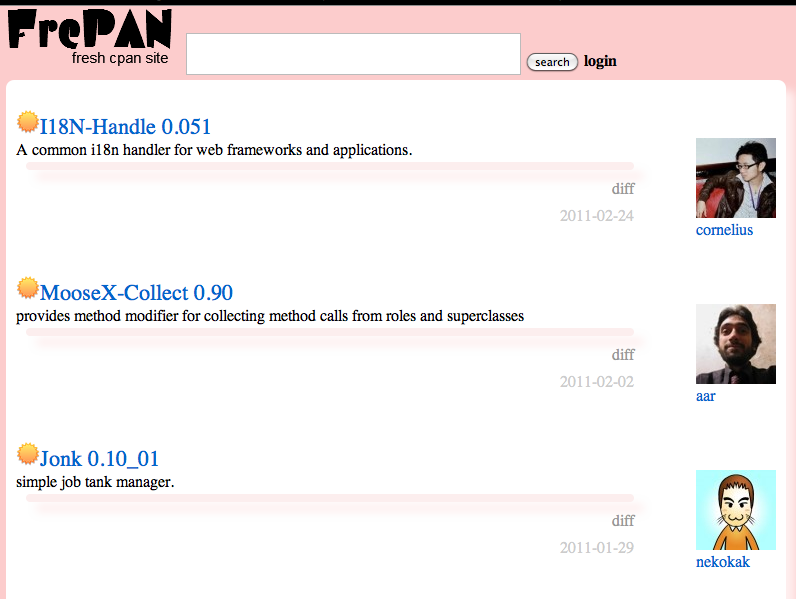 FrePAN
fresh cpan site
search login
I18N-Handle 0.051
A common i18n handler for web frameworks and applications.
diff
2011-02-24
cornelius
MooseX-Collect 0.90
provides method modifier for collecting method calls from roles and superclasses
diff
2011-02-02
aar
Jonk 0.10_01
simple job tank manager.
diff
2011-01-29
nekokak